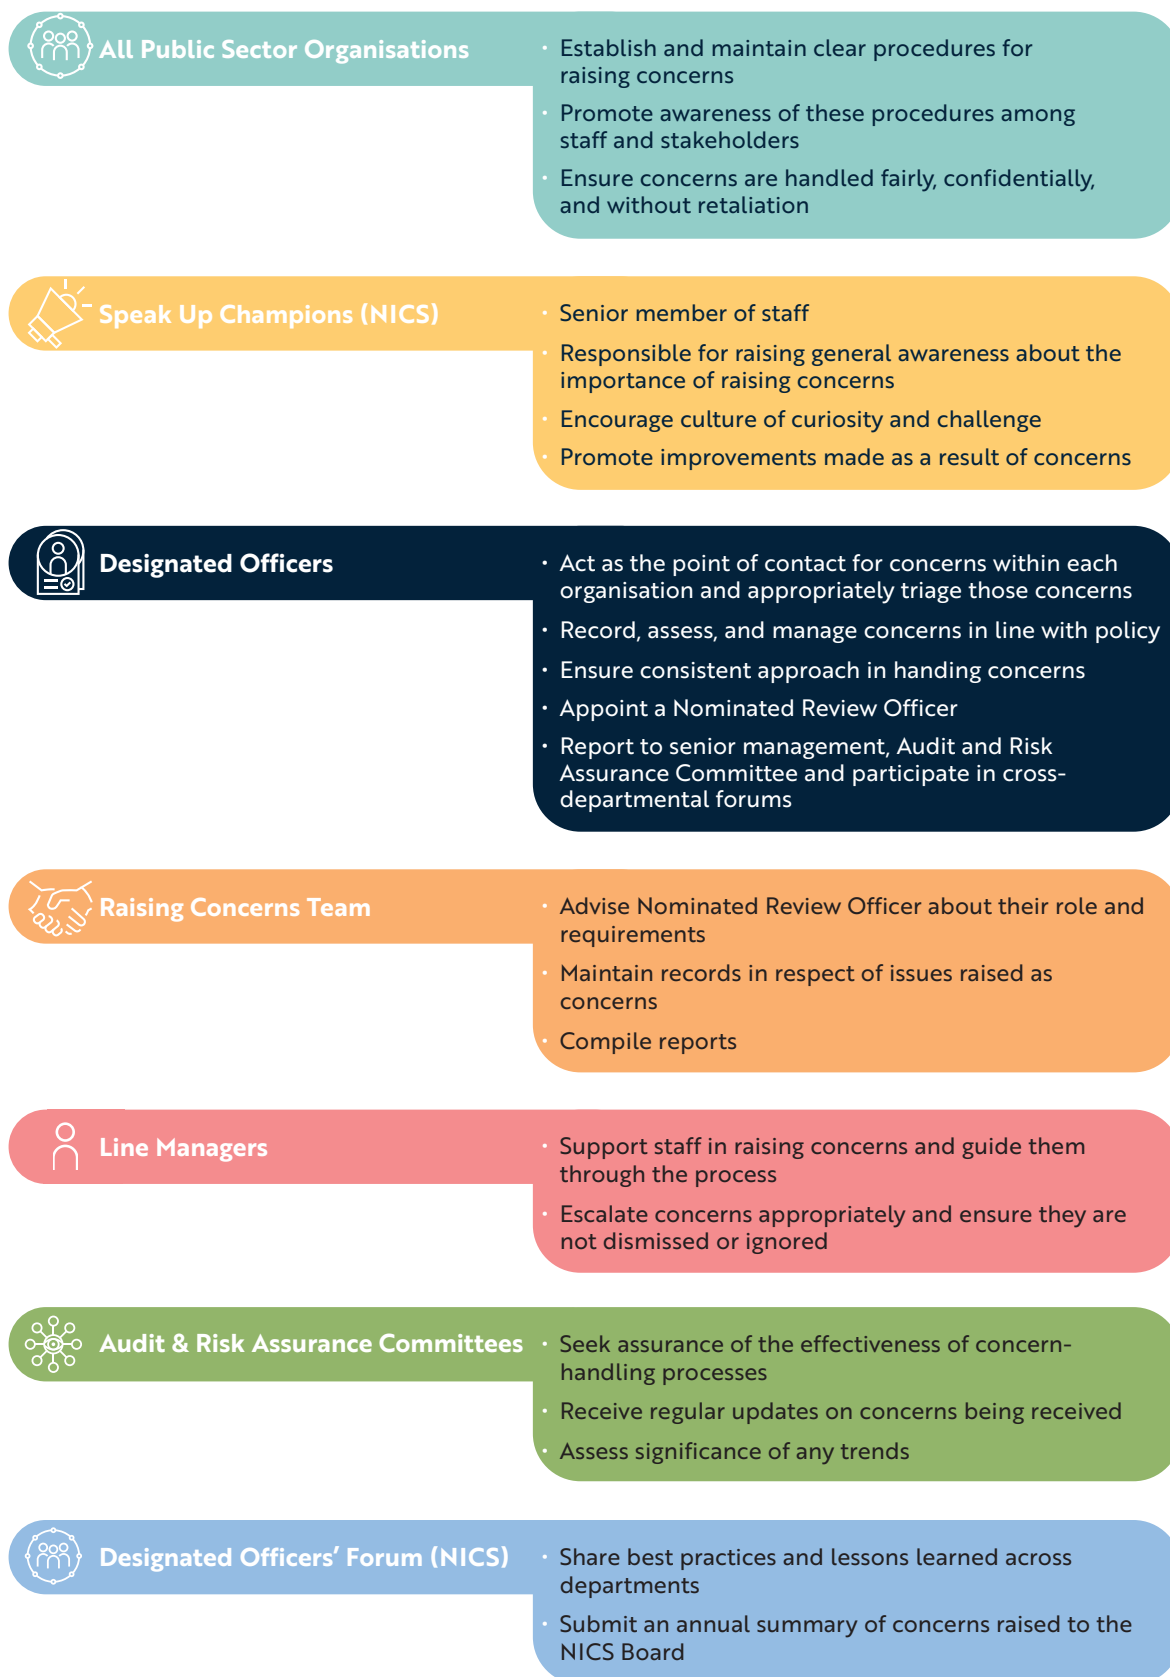 All Public Sector Organisations
· Establish and maintain clear procedures for
raising concerns
· Promote awareness of these procedures among
staff and stakeholders
· Ensure concerns are handled fairly, confidentially,
and without retaliation
Speak Up Champions (NICS)
· Senior member of staff
· Responsible for raising general awareness about the
importance of raising concerns
· Encourage culture of curiosity and challenge
· Promote improvements made as a result of concerns
Designated Officers
· Act as the point of contact for concerns within each
organisation and appropriately triage those concerns
· Record, assess, and manage concerns in line with policy
· Ensure consistent approach in handing concerns
· Appoint a Nominated Review Officer
· Report to senior management, Audit and Risk
Assurance Committee and participate in cross-
departmental forums
Raising Concerns Team
· Advise Nominated Review Officer about their role and
requirements
· Maintain records in respect of issues raised as
concerns
· Compile reports
Line Managers
· Support staff in raising concerns and guide them
through the process
· Escalate concerns appropriately and ensure they are
not dismissed or ignored
Audit & Risk Assurance Committees
· Seek assurance of the effectiveness of concern-
handling processes
· Receive regular updates on concerns being received
· Assess significance of any trends
Designated Officers’ Forum (NICS)
· Share best practices and lessons learned across
departments
· Submit an annual summary of concerns raised to the
NICS Board